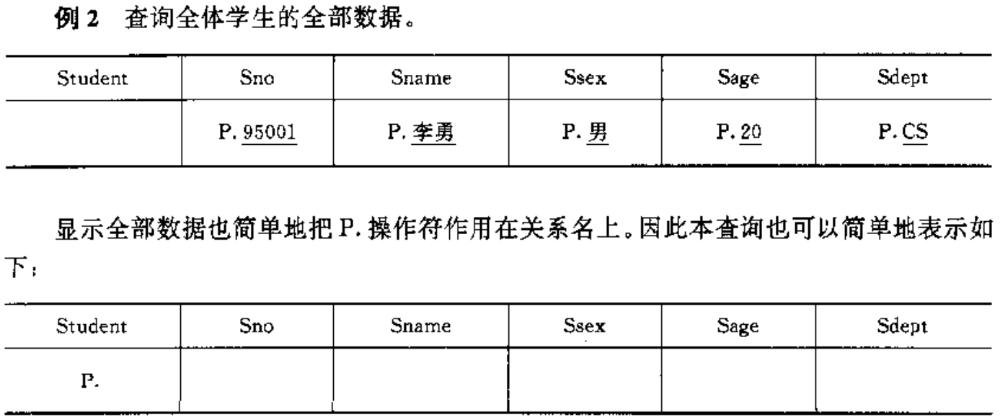 例 2 查询全体学生的全部数据。
Student Sno Sname Ssex Sage Sdept
P. 95001 P. 李勇 P. 男 P. 20 P. CS
显示全部数据也简单地把 P. 操作符作用在关系名上。因此本查询也可以简单地表示如
下:
Student Sno Sname Ssex Sage Sdept
P.